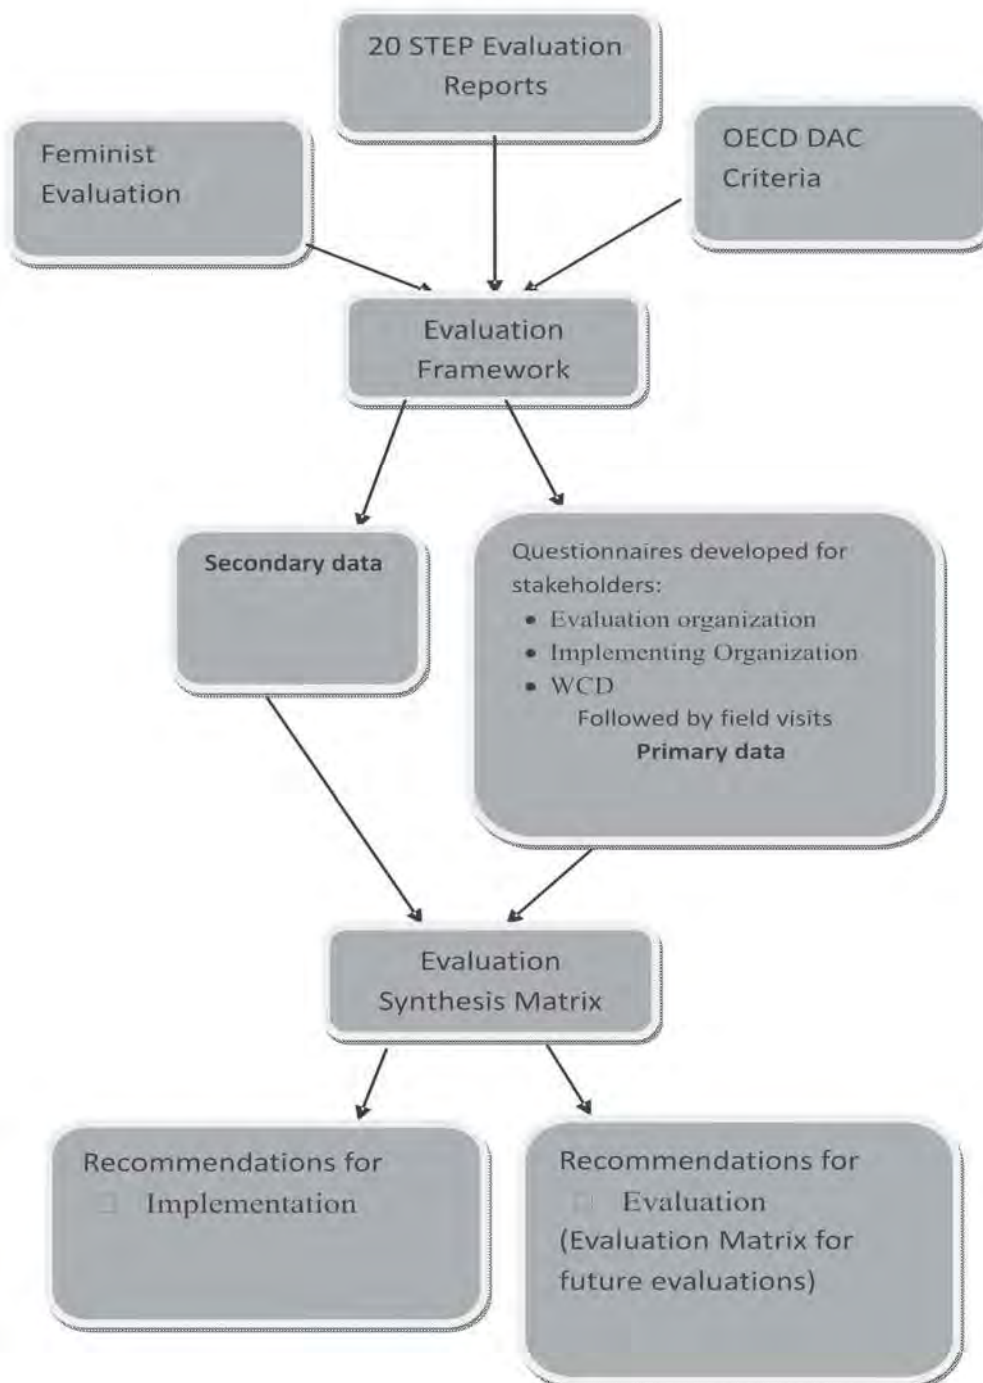 20 STEP Evaluation
Reports
Feminist
Evaluation
OECD DAC
Criteria
Evaluation
Framework
Secondary data
Questionnaires developed for
stakeholders:
• Evaluation organization
• Implementing Organization
• WCD
Followed by field visits
Primary data
Evaluation
Synthesis Matrix
Recommendations for
□ Implementation
Recommendations for
□ Evaluation
(Evaluation Matrix for
future evaluations)